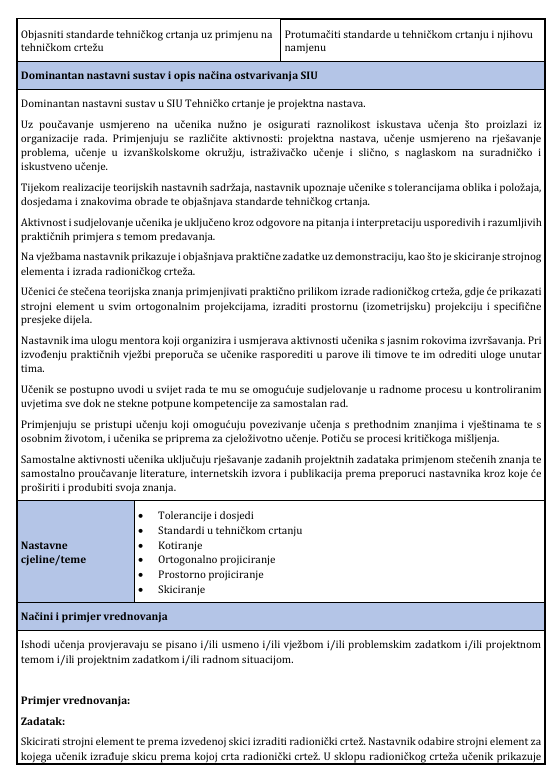 Objasniti standarde tehničkog crtanja uz primjenu na
tehničkom crtežu
Protumačiti standarde u tehničkom crtanju i njihovu
namjenu
Dominantan nastavni sustav i opis načina ostvarivanja SIU
Dominantan nastavni sustav u SIU Tehničko crtanje je projektna nastava.
Uz poučavanje usmjereno na učenika nužno je osigurati raznolikost iskustava učenja što proizlazi iz
organizacije rada. Primjenjuju se različite aktivnosti: projektna nastava, učenje usmjereno na rješavanje
problema, učenje u izvanškolskome okružju, istraživačko učenje i slično, s naglaskom na suradničko i
iskustveno učenje.
Tijekom realizacije teorijskih nastavnih sadržaja, nastavnik upoznaje učenike s tolerancijama oblika i položaja,
dosjedama i znakovima obrade te objašnjava standarde tehničkog crtanja.
Aktivnost i sudjelovanje učenika je uključeno kroz odgovore na pitanja i interpretaciju usporedivih i razumljivih
praktičnih primjera s temom predavanja.
Na vježbama nastavnik prikazuje i objašnjava praktične zadatke uz demonstraciju, kao što je skiciranje strojnog
elementa i izrada radioničkog crteža.
Učenici će stečena teorijska znanja primjenjivati praktično prilikom izrade radioničkog crteža, gdje će prikazati
strojni element u svim ortogonalnim projekcijama, izraditi prostornu (izometrijsku) projekciju i specifične
presjeke dijela.
Nastavnik ima ulogu mentora koji organizira i usmjerava aktivnosti učenika s jasnim rokovima izvršavanja. Pri
izvođenju praktičnih vježbi preporuča se učenike rasporediti u parove ili timove te im odrediti uloge unutar
tima.
Učenik se postupno uvodi u svijet rada te mu se omogućuje sudjelovanje u radnome procesu u kontroliranim
uvjetima sve dok ne stekne potpune kompetencije za samostalan rad.
Primjenjuju se pristupi učenju koji omogućuju povezivanje učenja s prethodnim znanjima i vještinama te s
osobnim životom, i učenika se priprema za cjeloživotno učenje. Potiču se procesi kritičkoga mišljenja.
Samostalne aktivnosti učenika uključuju rješavanje zadanih projektnih zadataka primjenom stečenih znanja te
samostalno proučavanje literature, internetskih izvora i publikacija prema preporuci nastavnika kroz koje će
proširiti i produbiti svoja znanja.
Nastavne
cjeline/teme
• Tolerancije i dosjedi
• Standardi u tehničkom crtanju
• Kotiranje
• Ortogonalno projiciranje
• Prostorno projiciranje
• Skiciranje
Načini i primjer vrednovanja
Ishodi učenja provjeravaju se pisano i/ili usmeno i/ili vježbom i/ili problemskim zadatkom i/ili projektnom
temom i/ili projektnim zadatkom i/ili radnom situacijom.
Primjer vrednovanja:
Zadatak:
Skicirati strojni element te prema izvedenoj skici izraditi radionički crtež. Nastavnik odabire strojni element za
kojega učenik izrađuje skicu prema kojoj crta radionički crtež. U sklopu radioničkog crteža učenik prikazuje